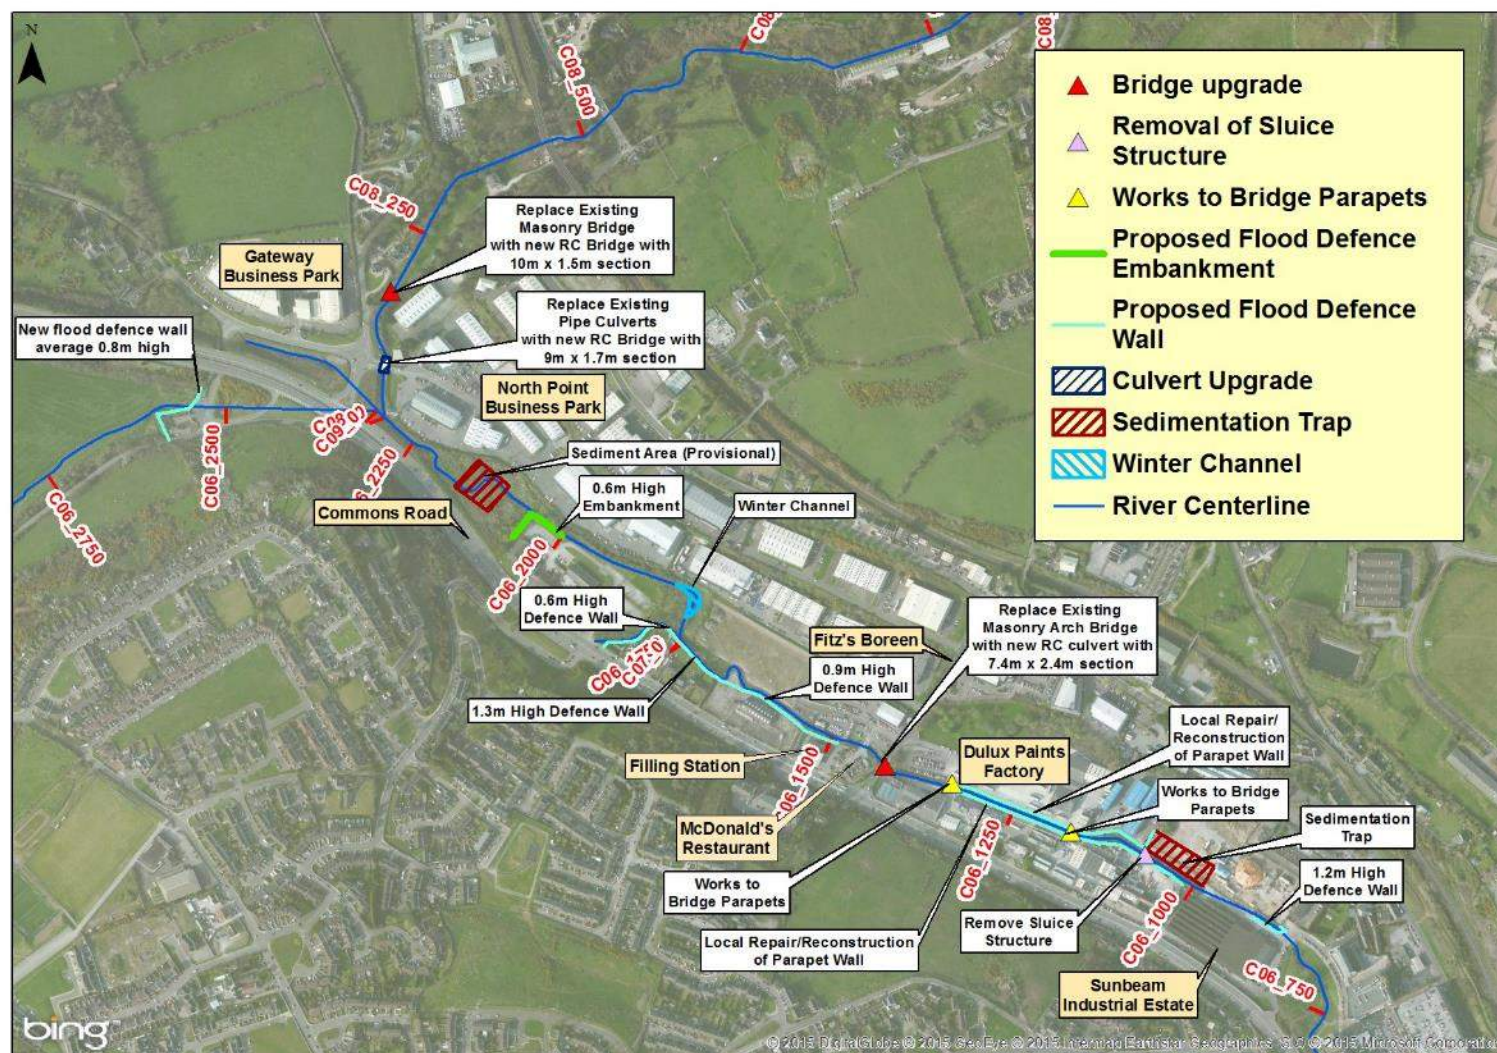 N
C08_500
C08_250
Bridge upgrade
Removal of Sluice
Structure
Works to Bridge Parapets
Proposed Flood Defence
Embankment
Proposed Flood Defence
Wall
Culvert Upgrade
Sedimentation Trap
Winter Channel
River Centerline
Replace Existing
Masonry Bridge
with new RC Bridge with
10m x 1.5m section
Gateway
Business Park
Replace Existing
Pipe Culverts
with new RC Bridge with
9m x 1.7m section
New flood defence wall
average 0.8m high
North Point
Business Park
C06_2500
C06_2750
Sediment Area (Provisional)
0.6m High
Embankment
Winter Channel
Commons Road
C06_2000
0.6m High
Defence Wall
Replace Existing
Masonry Arch Bridge
with new RC culvert with
7.4m x 2.4m section
Fitz's Boreen
0.9m High
Defence Wall
1.3m High Defence Wall
Filling Station
C06_1500
Local Repair/
Reconstruction
of Parapet Wall
Dulux Paints
Factory
Works to Bridge
Parapets
Sedimentation
Trap
McDonald's
Restaurant
C06_1250
1.2m High
Defence Wall
Works to
Bridge Parapets
Remove Sluice
Structure
C06_1000
Local Repair/Reconstruction
of Parapet Wall
C06_750
Sunbeam
Industrial Estate
bing